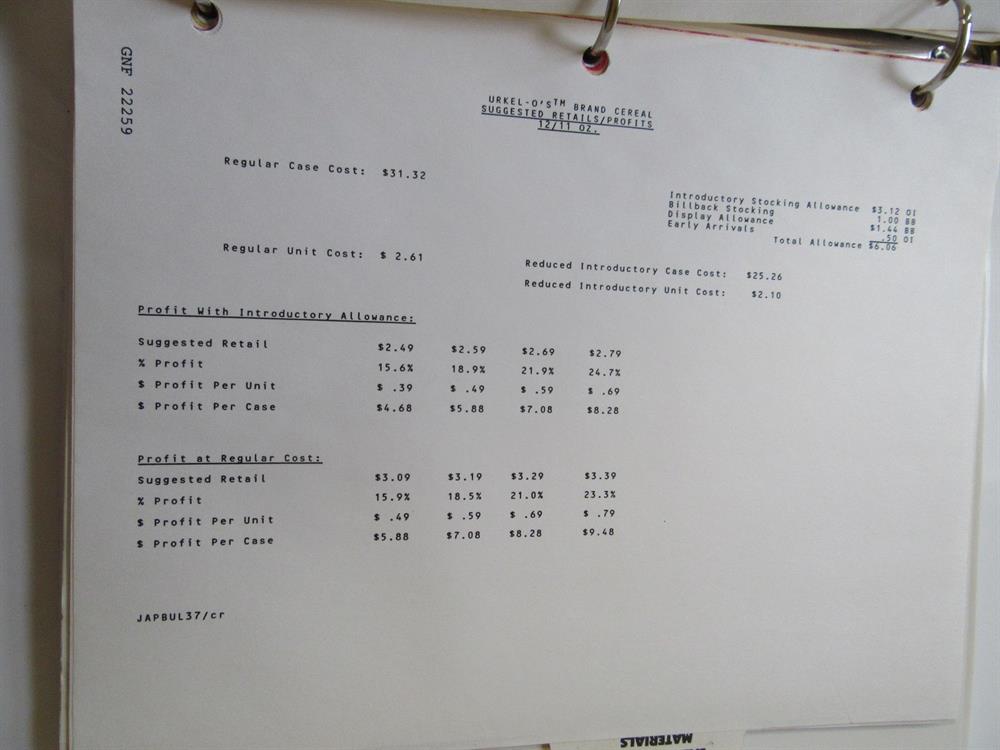 GNF 22259
URKEL-O'S™ BRAND CEREAL
SUGGESTED RETAILS/PROFITS
12/11 OZ.
Regular Case Cost: $31.32
Introductory Stocking Allowance $3.12 OI
Billback Stocking 1.00 BB
Display Allowance $1.44 BB
Early Arrivals .50 OI
Total Allowance $6.06
Regular Unit Cost: $ 2.61
Reduced Introductory Case Cost: $25.26
Reduced Introductory Unit Cost: $2.10
Profit With Introductory Allowance:
Suggested Retail $2.49 $2.59 $2.69 $2.79
% Profit 15.6% 18.9% 21.9% 24.7%
$ Profit Per Unit $ .39 $ .49 $ .59 $ .69
$ Profit Per Case $4.68 $5.88 $7.08 $8.28
Profit at Regular Cost:
Suggested Retail $3.09 $3.19 $3.29 $3.39
% Profit 15.9% 18.5% 21.0% 23.3%
$ Profit Per Unit $ .49 $ .59 $ .69 $ .79
$ Profit Per Case $5.88 $7.08 $8.28 $9.48
JAPBUL37/cr
MATERIALS